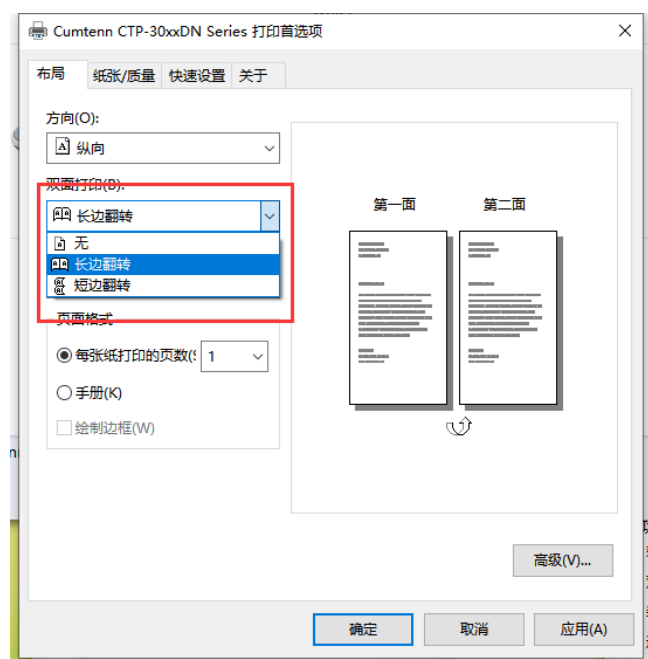 Cumtenn CTP-30xxDN Series 打印首选项
布局 纸张/质量 快速设置 关于
方向(O):
A 纵向
双面打印(B):
长边翻转
无
长边翻转
短边翻转
页面格式
每张纸打印的页数(S 1
手册(K)
绘制边框(W)
第一面 第二面
高级(V)...
确定 取消 应用(A)